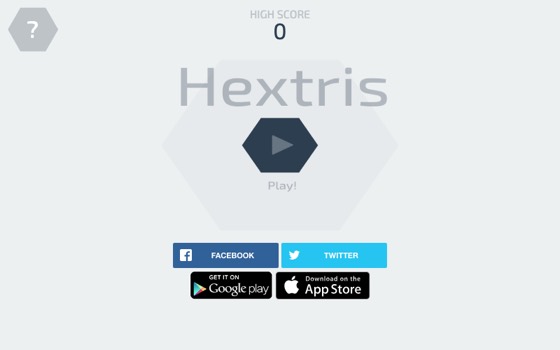 ?
HIGH SCORE
0
Hextris
Play!
FACEBOOK
TWITTER
GET IT ON
Google play
Download on the
App Store